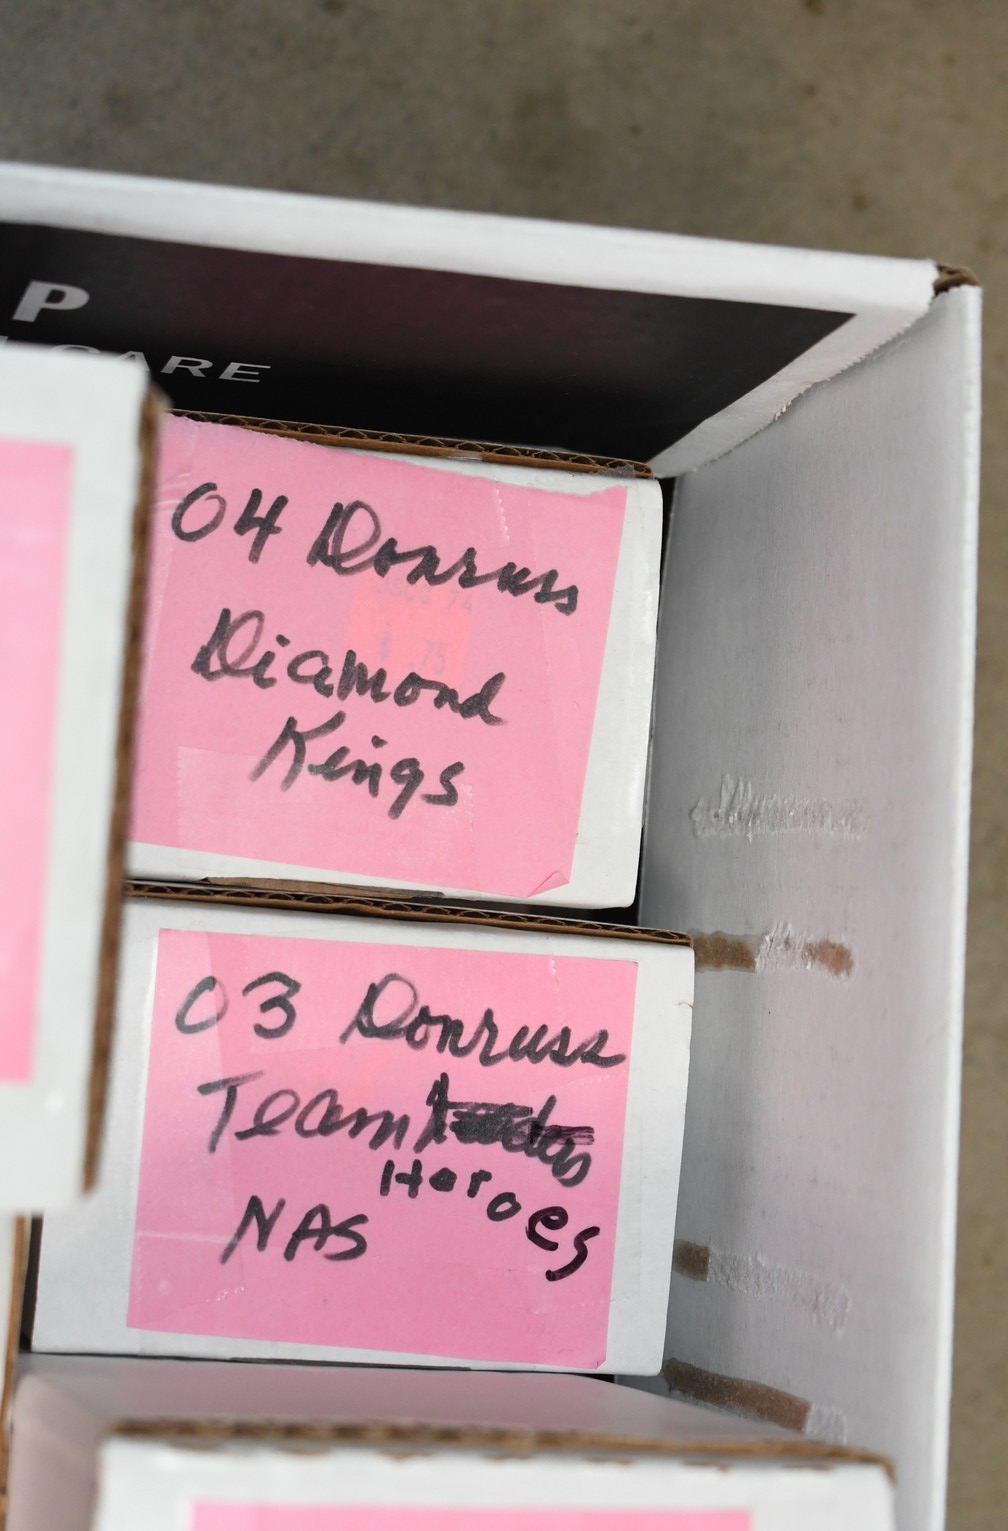 P
CARE
04 Donruss
Diamond
Kings
03 Donruss
Team
Heroes
NAS